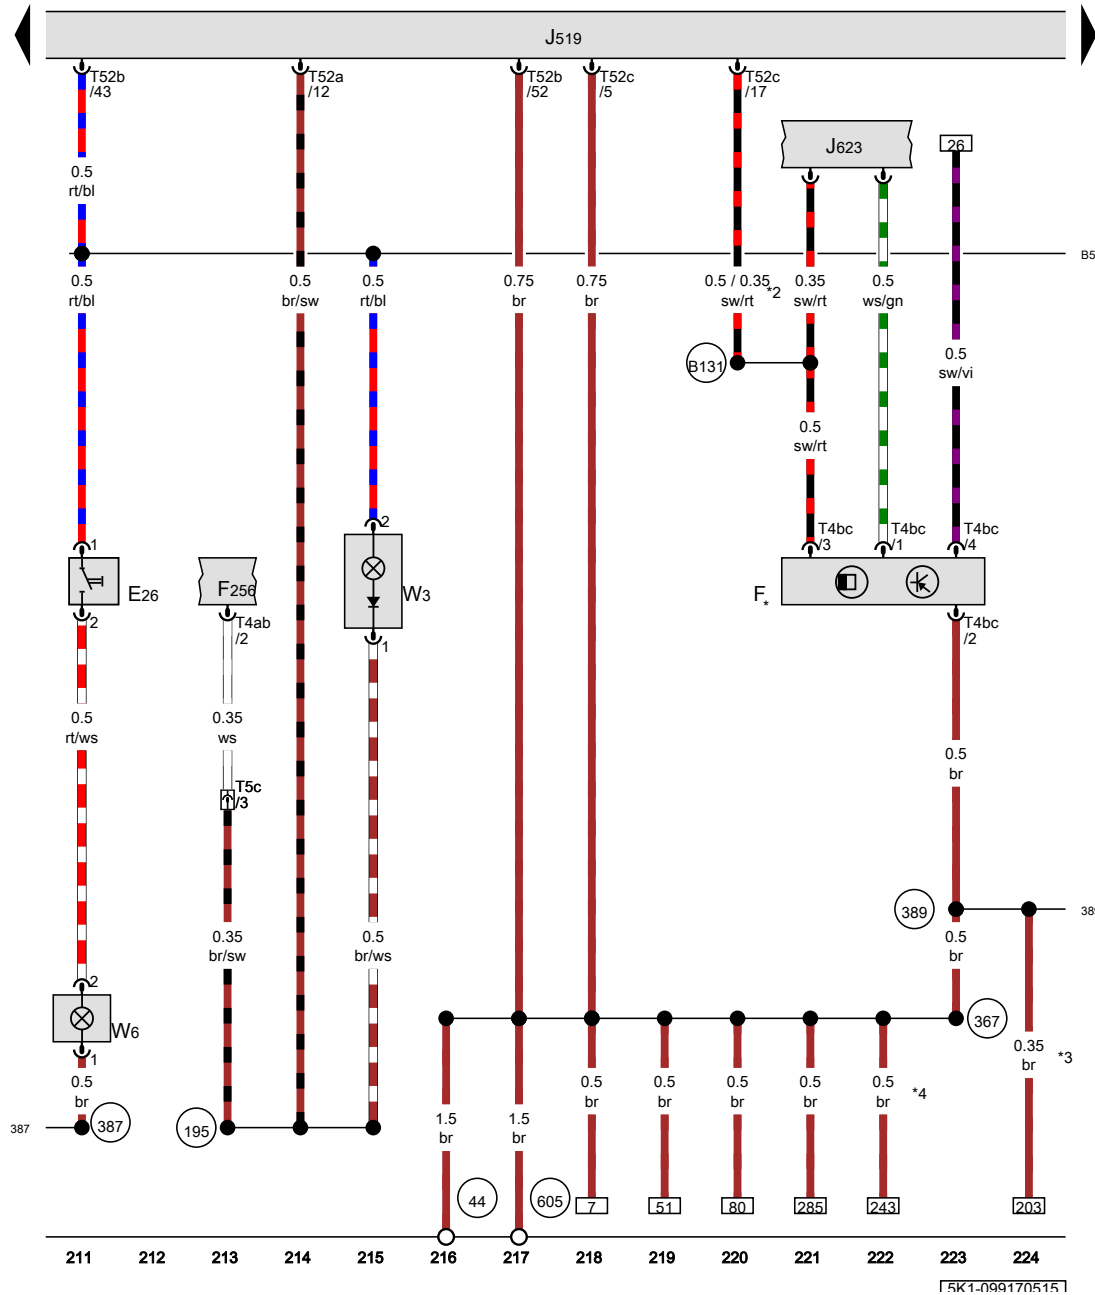 J519
T52b
/43
T52a
/12
T52b
/52
T52c
/5
T52c
/17
J623
26
0.5
rt/bl
B5
0.5
rt/bl
0.5
br/sw
0.5
rt/bl
0.75
br
0.75
br
0.5 / 0.35
sw/rt
*2
0.35
sw/rt
0.5
ws/gn
0.5
sw/vi
B131
0.5
sw/rt
T4bc
/3
T4bc
/1
T4bc
/4
1
2
E26
F256
W3
F*
2
T4ab
/2
1
T4bc
/2
0.5
rt/ws
0.35
ws
0.5
br
T5c
/3
389
389
0.35
br/sw
0.5
br/ws
0.5
br
2
W6
1
367
0.35
br
*3
0.5
br
0.5
br
0.5
br
0.5
br
0.5
br
0.5
br
*4
387
387
195
1.5
br
1.5
br
44
605
7
51
80
285
243
203
211 212 213 214 215 216 217 218 219 220 221 222 223 224
5K1-099170515